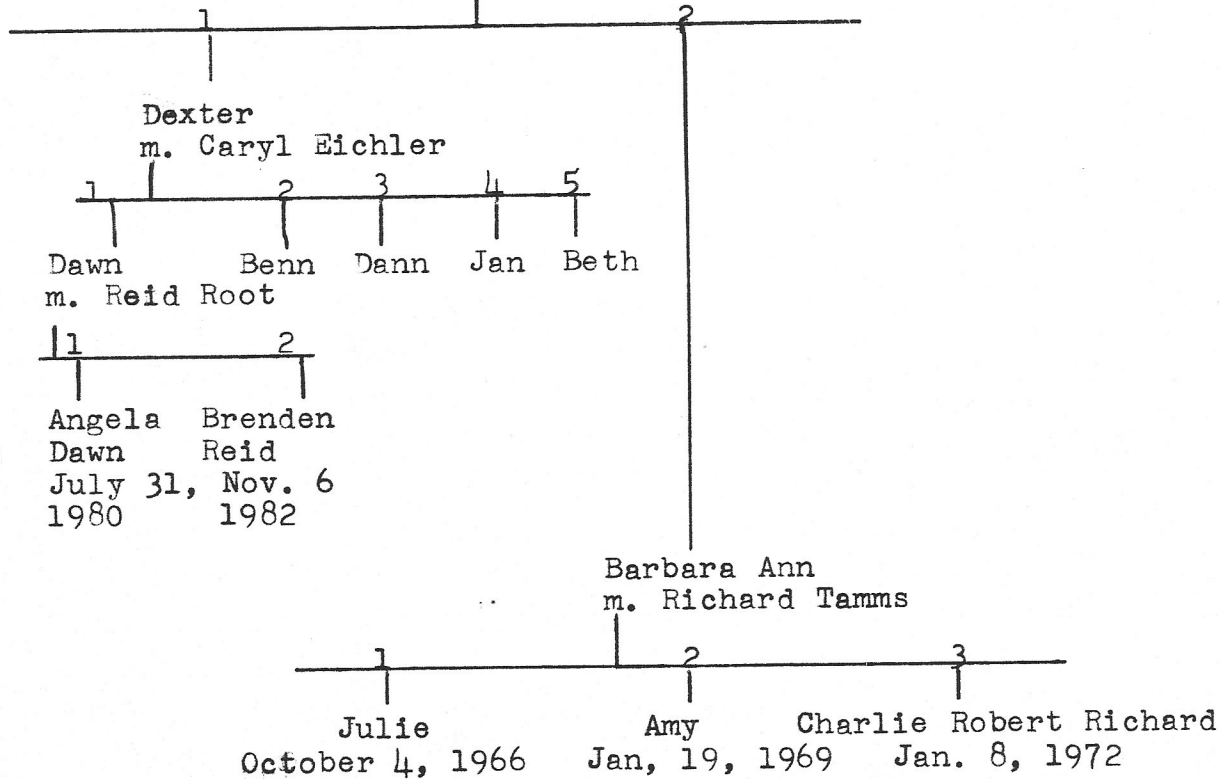 1 2
Dexter
m. Caryl Eichler
1 2 3 4 5
Dawn Benn Dann Jan Beth
m. Reid Root
1 2
Angela Brenden
Dawn Reid
July 31, Nov. 6
1980 1982
Barbara Ann
m. Richard Tamms
1 2 3
Julie Amy Charlie Robert Richard
October 4, 1966 Jan, 19, 1969 Jan. 8, 1972